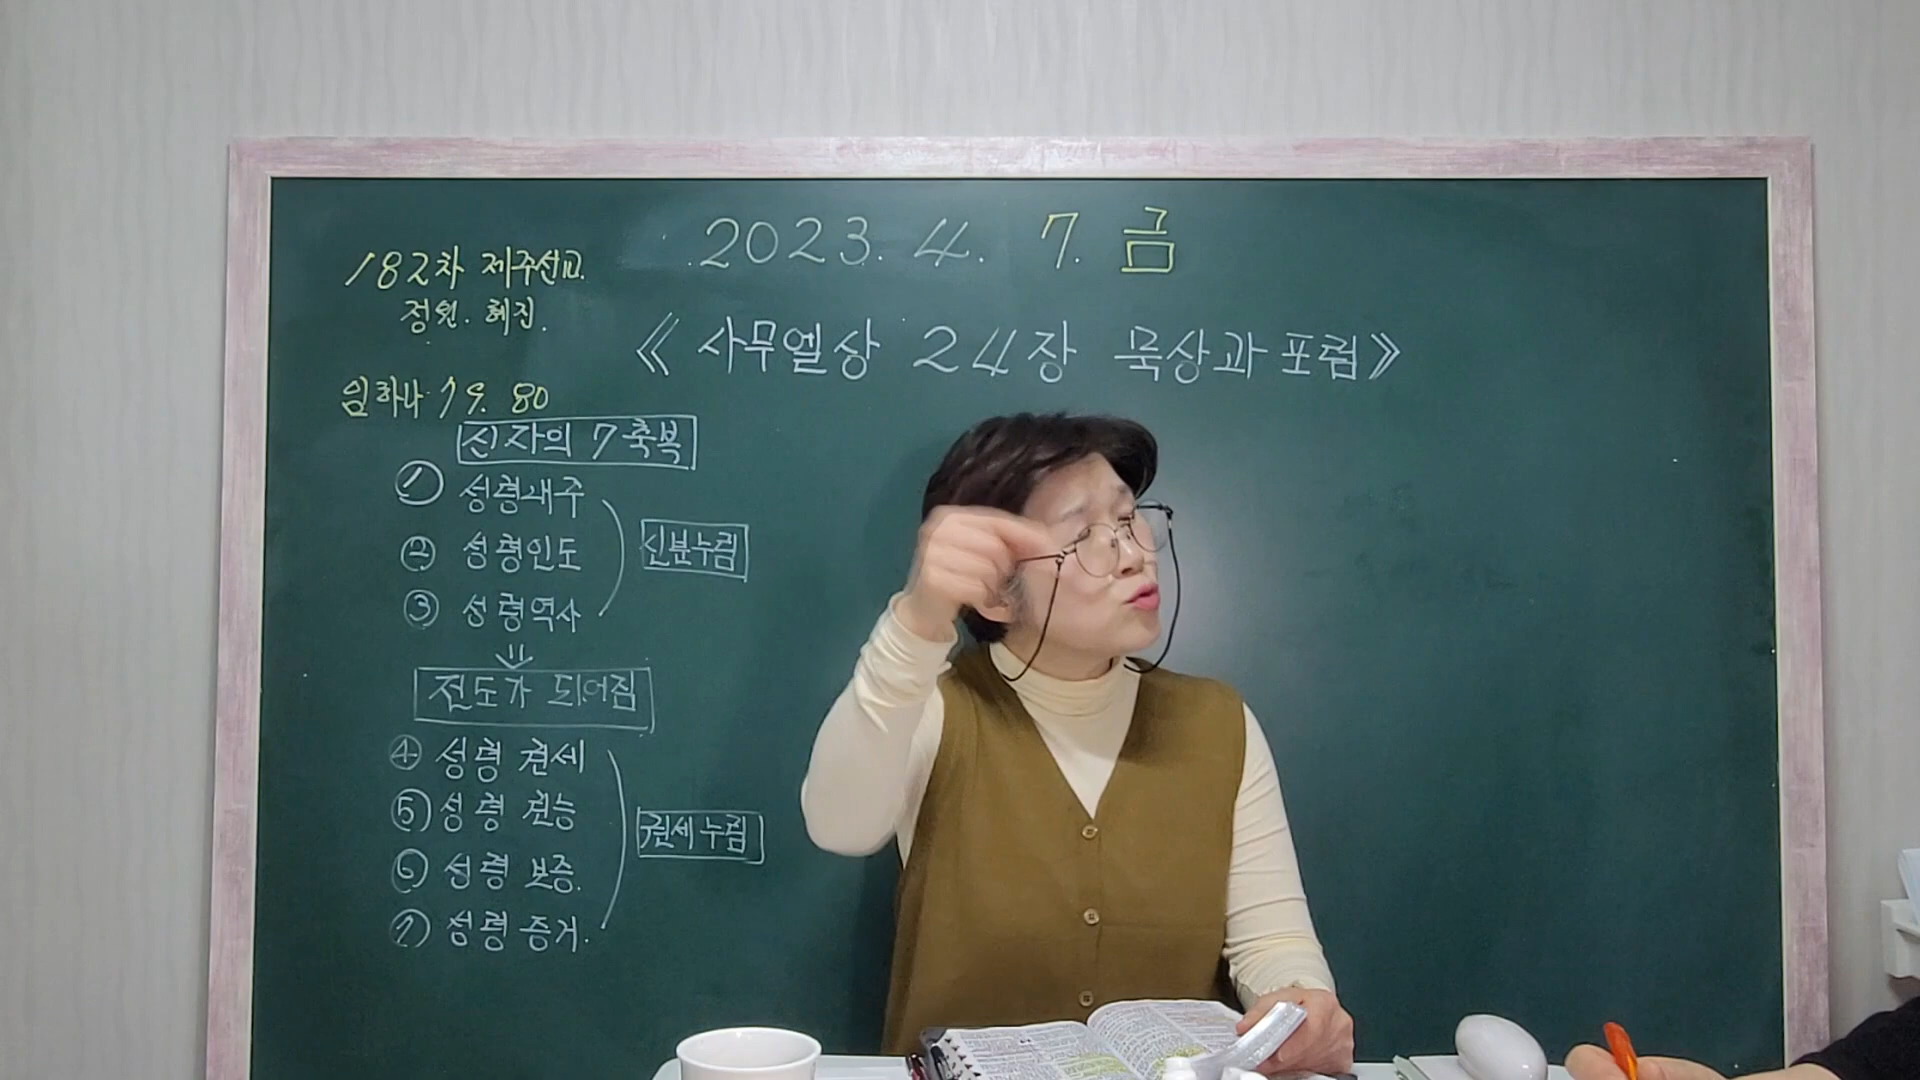 2023. 4. 7. 금
182차 제주선교
정원. 혜진.
《사무엘상 24장 묵상과 포럼》
임하나 79. 80
신자의 7축복
① 성령내주
② 성령인도
③ 성령역사
신분누림
전도가 되어짐
④ 성령 권세
⑤ 성령 권능
⑥ 성령 보증.
⑦ 성령 증거.
권세누림